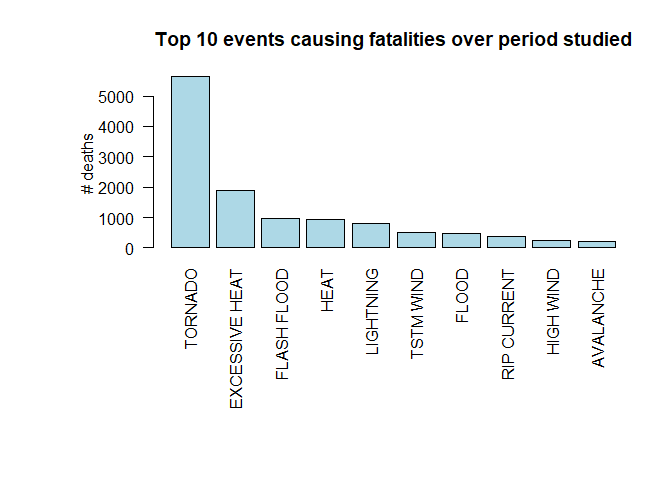 Top 10 events causing fatalities over period studied
# deaths
5000
4000
3000
2000
1000
0
TORNADO
EXCESSIVE HEAT
FLASH FLOOD
HEAT
LIGHTNING
TSTM WIND
FLOOD
RIP CURRENT
HIGH WIND
AVALANCHE